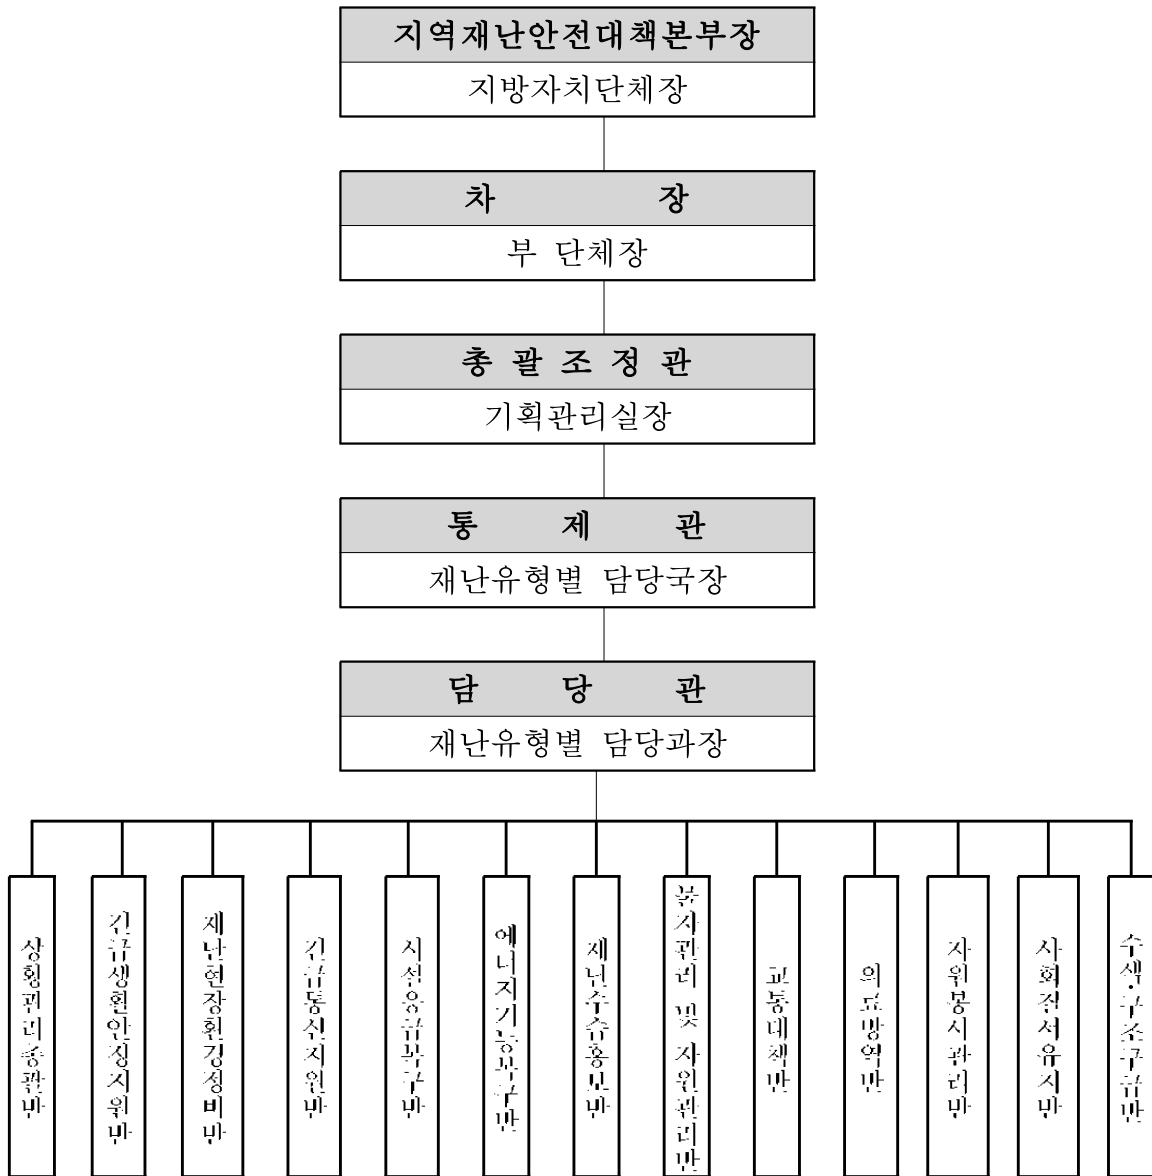 지역재난안전대책본부장
지방자치단체장
차 장
부 단체장
총 괄 조 정 관
기획관리실장
통 제 관
재난유형별 담당국장
담 당 관
재난유형별 담당과장
상황관리총괄반
긴급생활안정지원반
재난현장환경정비반
긴급통신지원반
시설응급복구반
에너지기능복구반
재난수습홍보반
물자관리 및 자원관리반
교통대책반
의료방역반
자원봉사관리반
사회질서유지반
수색·구조구급반